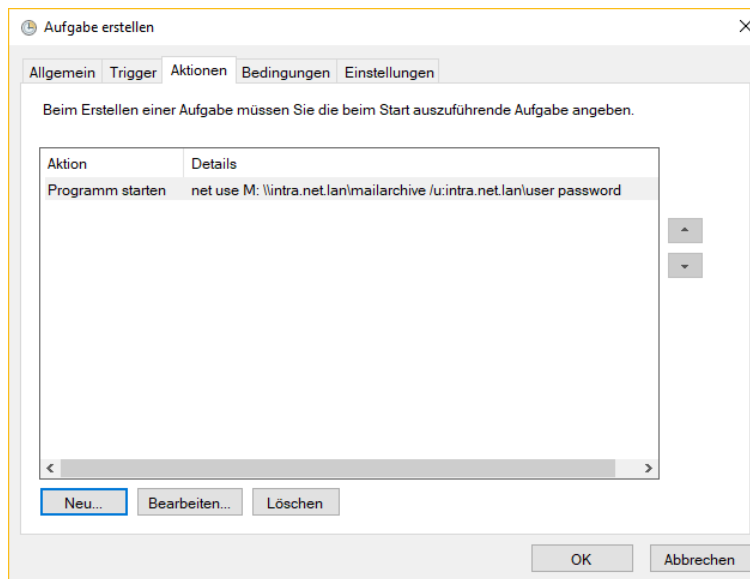 Aufgabe erstellen
Allgemein Trigger Aktionen Bedingungen Einstellungen
Beim Erstellen einer Aufgabe müssen Sie die beim Start auszuführende Aufgabe angeben.
Aktion Details
Programm starten net use M: \\intra.net.lan\mailarchive /u:intra.net.lan\user password
Neu... Bearbeiten... Löschen
OK Abbrechen